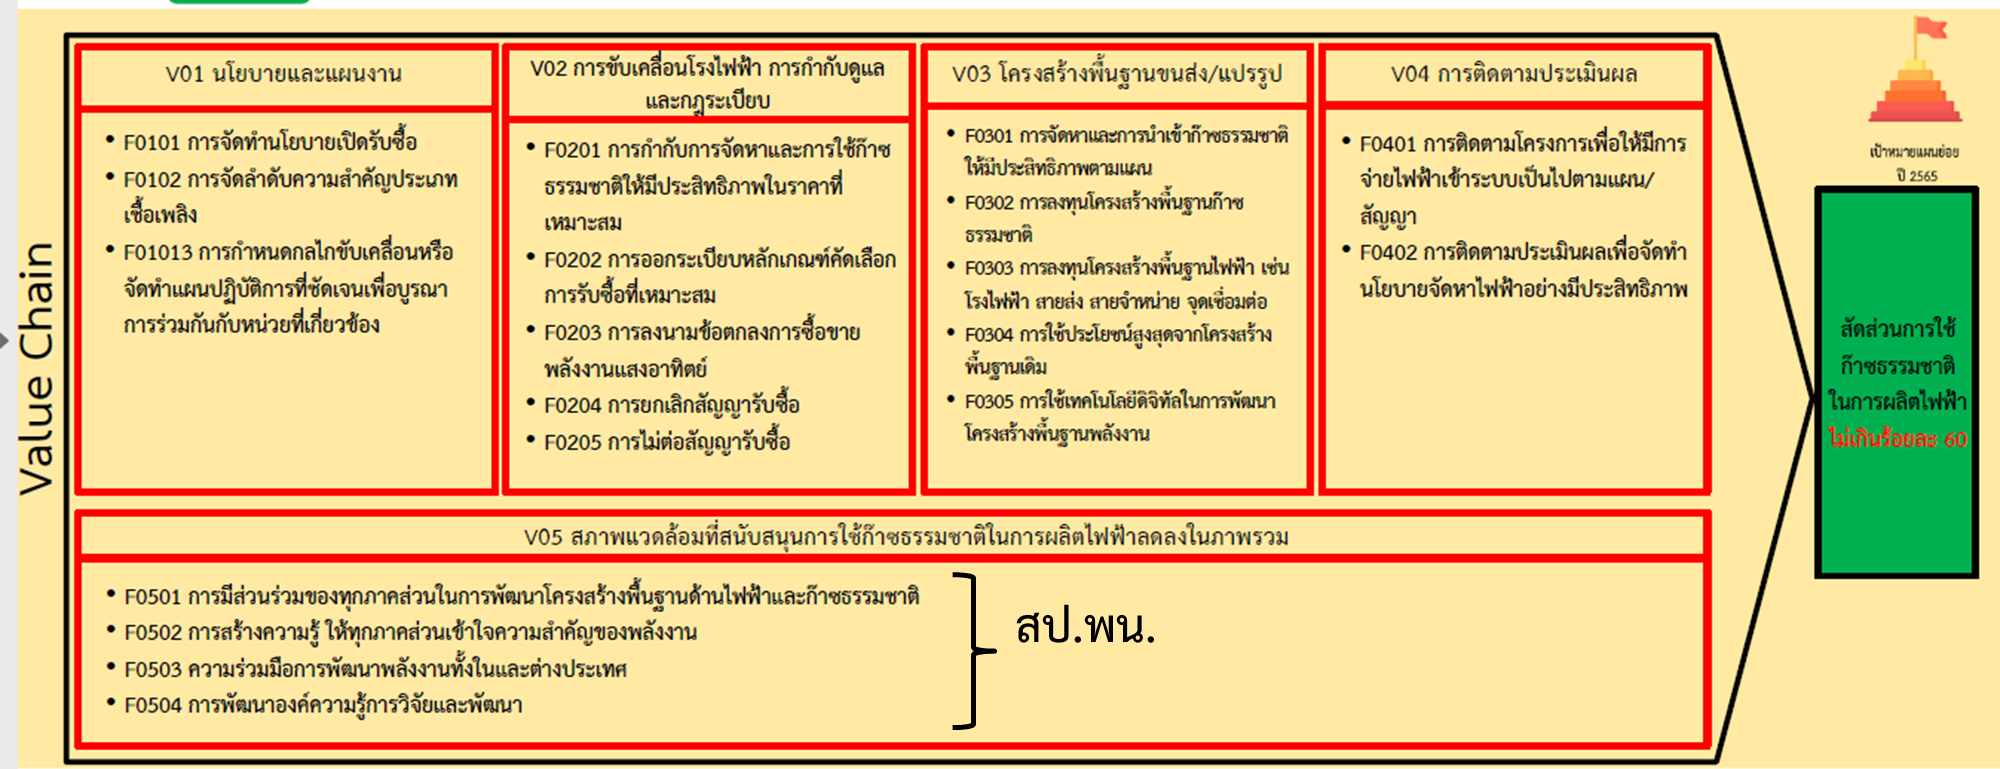 Value Chain
V01 นโยบายและแผนงาน
F0101 การจัดทำนโยบายเปิดรับซื้อ
F0102 การจัดลำดับความสำคัญประเภท
เชื้อเพลิง
F01013 การกำหนดกลไกขับเคลื่อนหรือ
จัดทำแผนปฏิบัติการที่ชัดเจนเพื่อบูรณา
การร่วมกันกับหน่วยที่เกี่ยวข้อง
V02 การขับเคลื่อนโรงไฟฟ้า การกำกับดูแล
และกฎระเบียบ
F0201 การกำกับการจัดหาและการใช้ก๊าซ
ธรรมชาติให้มีประสิทธิภาพในราคาที่
เหมาะสม
F0202 การออกระเบียบหลักเกณฑ์คัดเลือก
การรับซื้อที่เหมาะสม
F0203 การลงนามข้อตกลงการซื้อขาย
พลังงานแสงอาทิตย์
F0204 การยกเลิกสัญญารับซื้อ
F0205 การไม่ต่อสัญญารับซื้อ
V03 โครงสร้างพื้นฐานขนส่ง/แปรรูป
F0301 การจัดหาและการนำเข้าก๊าซธรรมชาติ
ให้มีประสิทธิภาพตามแผน
F0302 การลงทุนโครงสร้างพื้นฐานก๊าซ
ธรรมชาติ
F0303 การลงทุนโครงสร้างพื้นฐานไฟฟ้า เช่น
โรงไฟฟ้า สายส่ง สายจำหน่าย จุดเชื่อมต่อ
F0304 การใช้ประโยชน์สูงสุดจากโครงสร้าง
พื้นฐานเดิม
F0305 การใช้เทคโนโลยีดิจิทัลในการพัฒนา
โครงสร้างพื้นฐานพลังงาน
V04 การติดตามประเมินผล
F0401 การติดตามโครงการเพื่อให้มีการ
จ่ายไฟฟ้าเข้าระบบเป็นไปตามแผน/
สัญญา
F0402 การติดตามประเมินผลเพื่อจัดทำ
นโยบายจัดหาไฟฟ้าอย่างมีประสิทธิภาพ
V05 สภาพแวดล้อมที่สนับสนุนการใช้ก๊าซธรรมชาติในการผลิตไฟฟ้าลดลงในภาพรวม
F0501 การมีส่วนร่วมของทุกภาคส่วนในการพัฒนาโครงสร้างพื้นฐานด้านไฟฟ้าและก๊าซธรรมชาติ
F0502 การสร้างความรู้ ให้ทุกภาคส่วนเข้าใจความสำคัญของพลังงาน
F0503 ความร่วมมือการพัฒนาพลังงานทั้งในและต่างประเทศ
F0504 การพัฒนาองค์ความรู้การวิจัยและพัฒนา
สป.พน.
เป้าหมายแผนย่อย
ปี 2565
สัดส่วนการใช้
ก๊าซธรรมชาติ
ในการผลิตไฟฟ้า
ไม่เกินร้อยละ 60